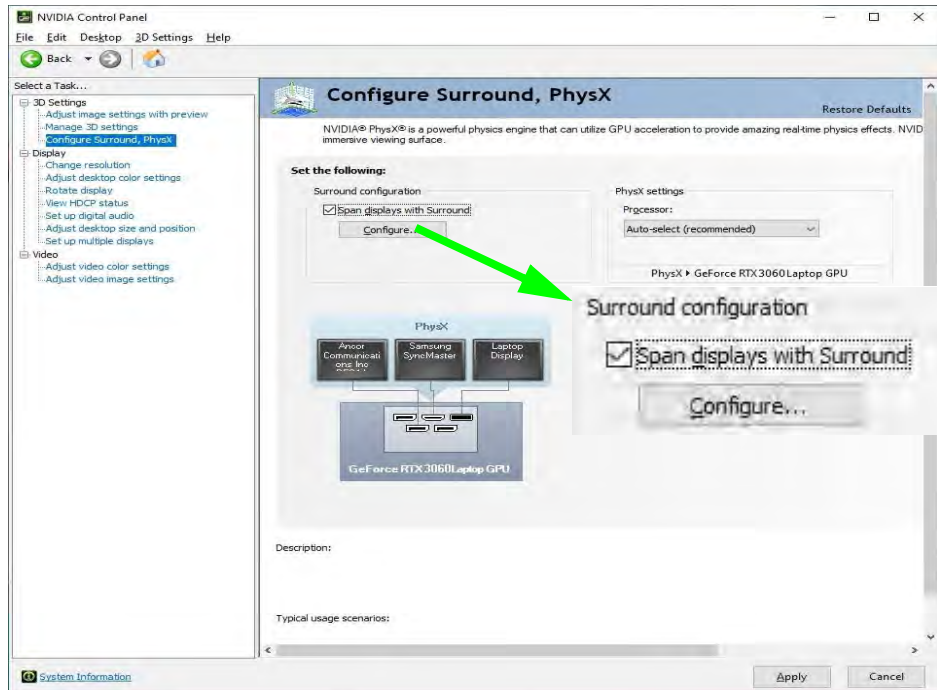 NVIDIA Control Panel
File Edit Desktop 3D Settings Help
Back
Select a Task...
3D Settings
Adjust image settings with preview
Manage 3D settings
Configure Surround, PhysX
Display
Change resolution
Adjust desktop color settings
Rotate display
View HDCP status
Set up digital audio
Adjust desktop size and position
Set up multiple displays
Video
Adjust video color settings
Adjust video image settings
System Information
Configure Surround, PhysX
Restore Defaults
NVIDIA® PhysX® is a powerful physics engine that can utilize GPU acceleration to provide amazing real-time physics effects. NVID
immersive viewing surface.
Set the following:
Surround configuration
Span displays with Surround
Configure...
PhysX settings
Processor:
Auto-select (recommended)
PhysX GeForce RTX3060 Laptop GPU
Surround configuration
Span displays with Surround
Configure...
PhysX
Ancor
Communicati
ons Inc
Samsung
SyncMaster
Laptop
Display
GeForce RTX 3060 Laptop GPU
Description:
Typical usage scenarios:
Apply Cancel